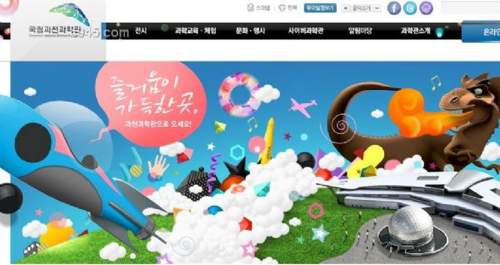 국립과천과학관
전시 과학교육·체험 문화·행사 사이버과학관 알림마당 과학관소개
온라인
즐거움이
가득한 곳,
과천과학관으로 오세요!